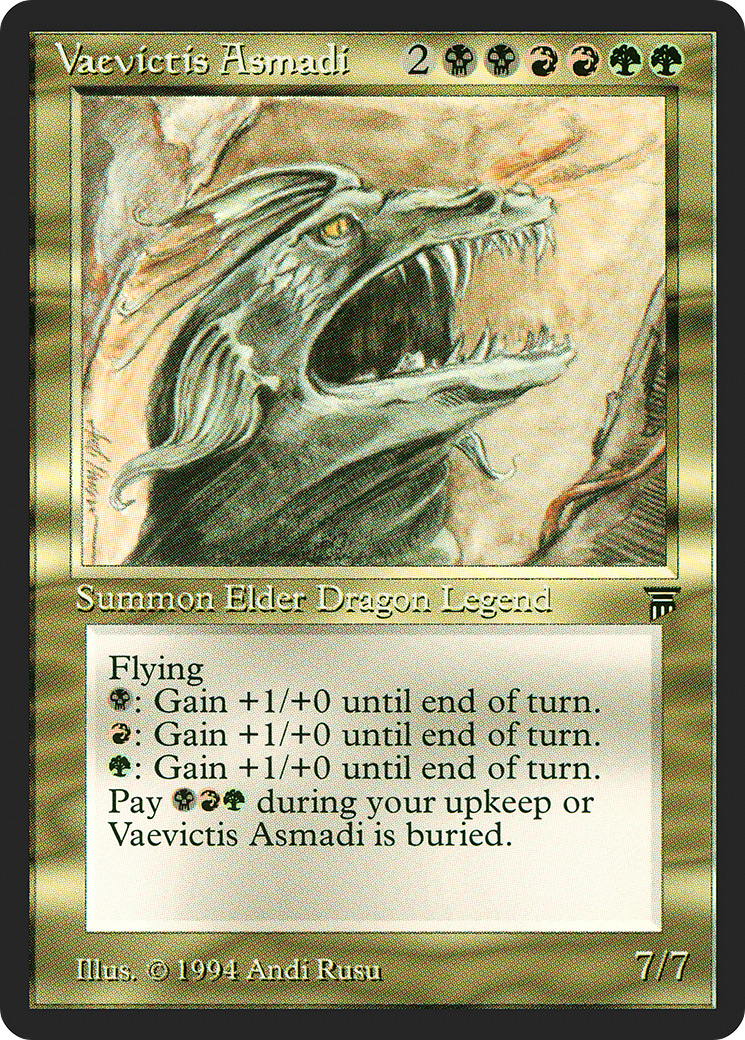 Vaevictis Asmadi 2
Summon Elder Dragon Legend
Flying
: Gain +1/+0 until end of turn.
: Gain +1/+0 until end of turn.
: Gain +1/+0 until end of turn.
Pay during your upkeep or
Vaevictis Asmadi is buried.
Illus. © 1994 Andi Rusu 7/7